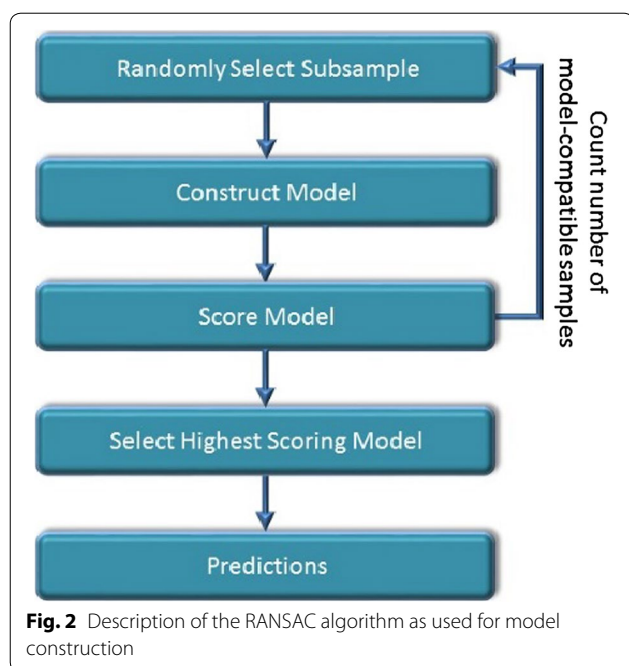 Randomly Select Subsample
Construct Model
Score Model
Select Highest Scoring Model
Predictions
Count number of
model-compatible samples
Fig. 2 Description of the RANSAC algorithm as used for model
construction